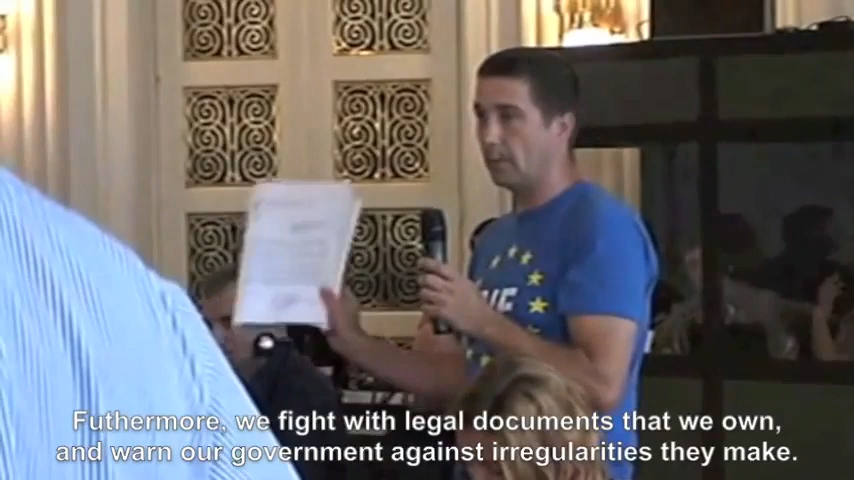 Futhermore, we fight with legal documents that we own,
and warn our government against irregularities they make.